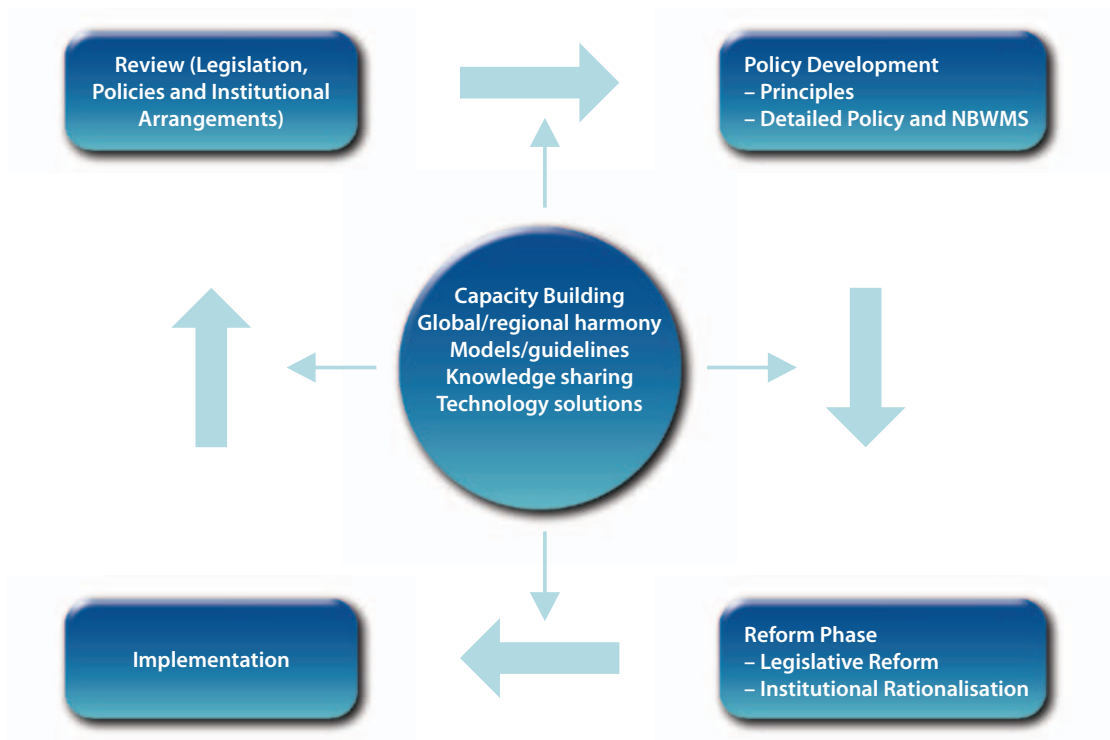 Review (Legislation,
Policies and Institutional
Arrangements)
Policy Development
– Principles
– Detailed Policy and NBWMS
Capacity Building
Global/regional harmony
Models/guidelines
Knowledge sharing
Technology solutions
Implementation
Reform Phase
– Legislative Reform
– Institutional Rationalisation